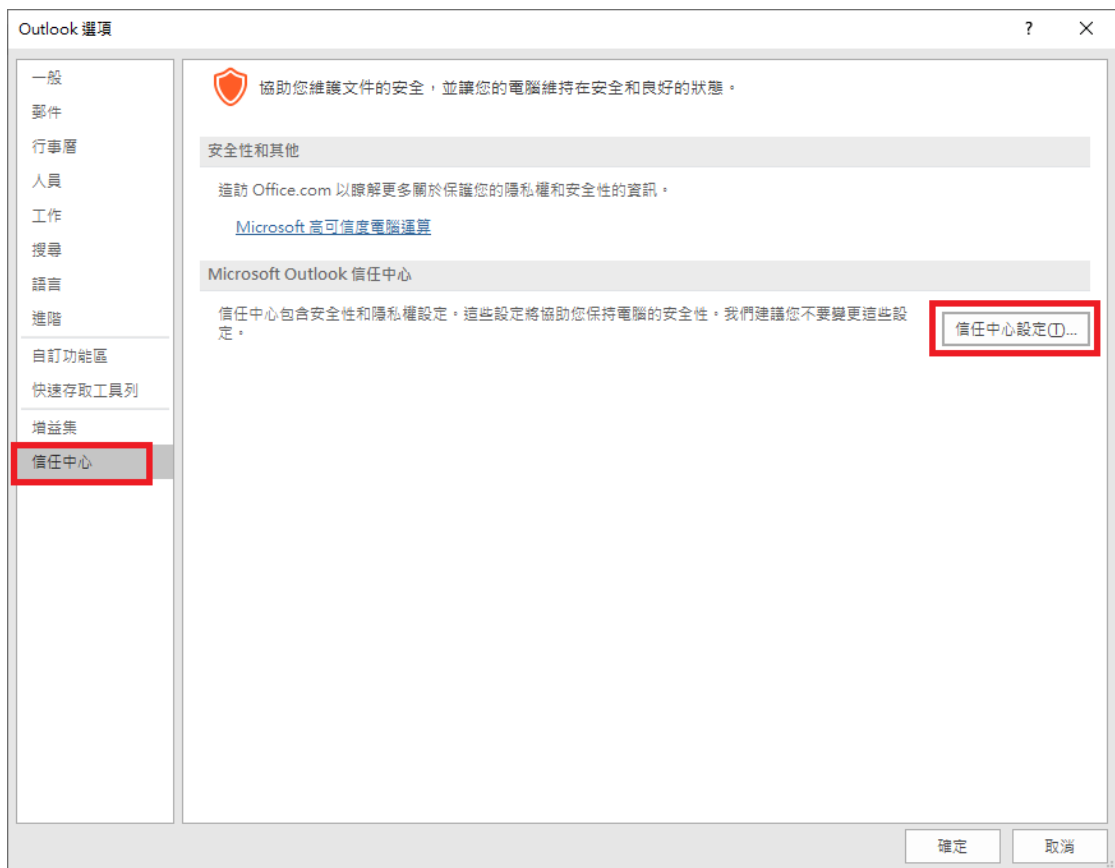 Outlook 選項
?
一般
郵件
行事曆
人員
工作
搜尋
語言
進階
自訂功能區
快速存取工具列
增益集
信任中心
協助您維護文件的安全，並讓您的電腦維持在安全和良好的狀態。
安全性和其他
造訪 Office.com 以瞭解更多關於保護您的隱私權和安全性的資訊。
Microsoft 高可信度電腦運算
Microsoft Outlook 信任中心
信任中心包含安全性和隱私權設定。這些設定將協助您保持電腦的安全性。我們建議您不要變更這些設
定。
信任中心設定(T)...
確定
取消